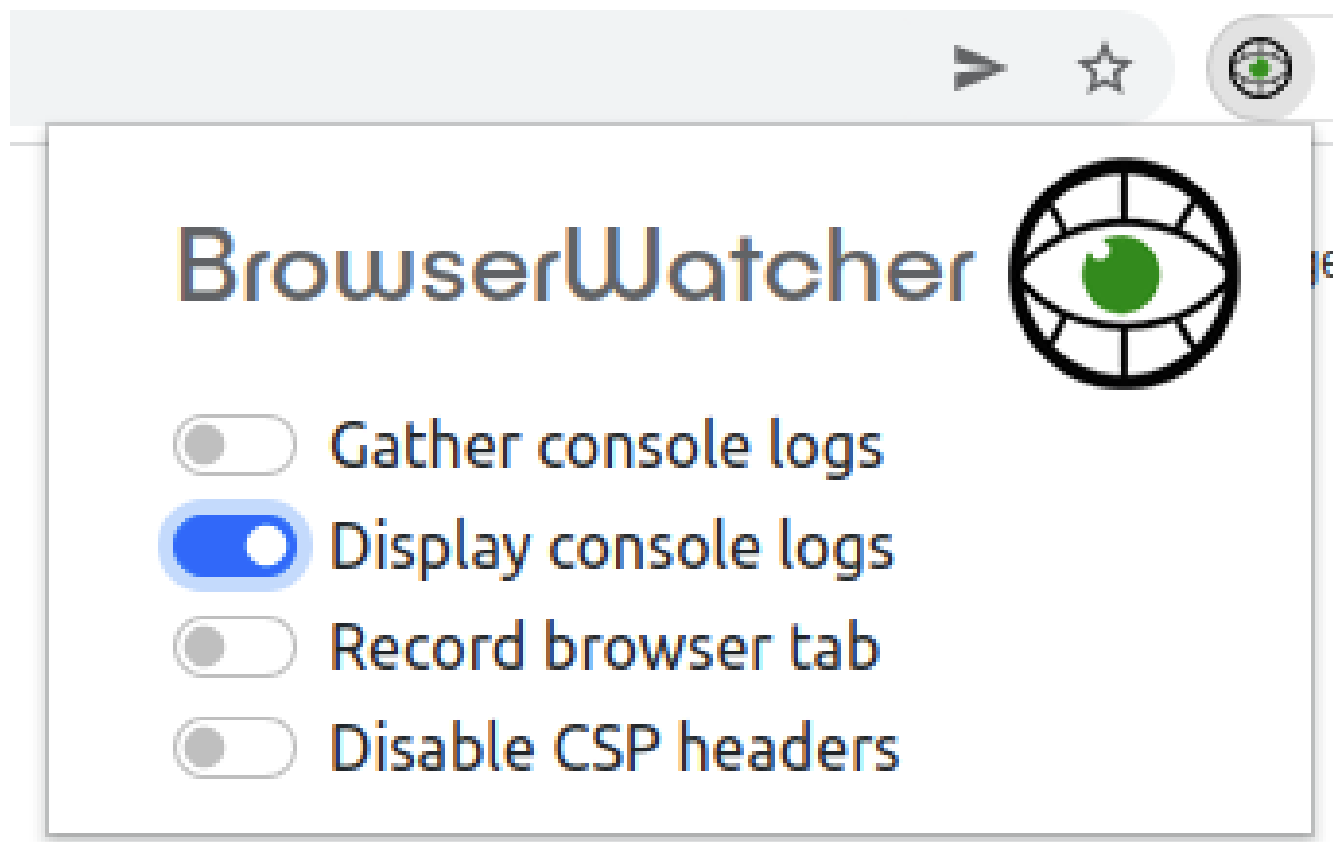 BrowserWatcher
Gather console logs
Display console logs
Record browser tab
Disable CSP headers